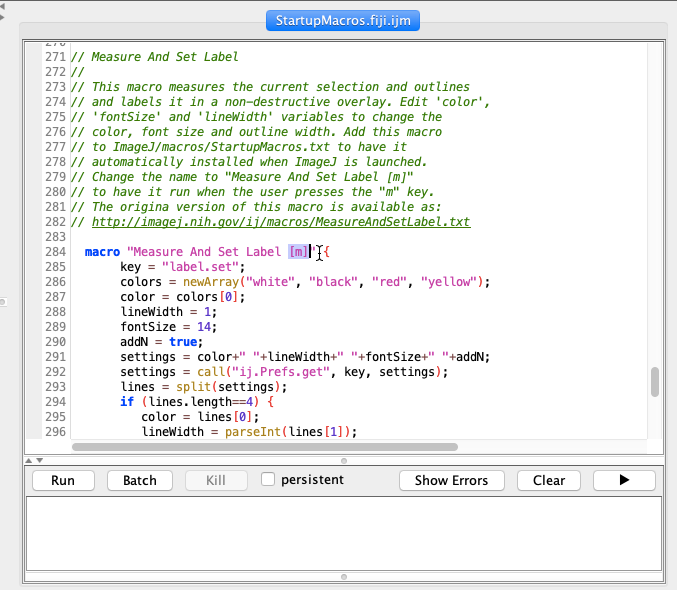 StartupMacros.fiji.ijm
270
271 // Measure And Set Label
272 //
273 // This macro measures the current selection and outlines
274 // and labels it in a non-destructive overlay. Edit 'color',
275 // 'fontSize' and 'lineWidth' variables to change the
276 // color, font size and outline width. Add this macro
277 // to ImageJ/macros/StartupMacros.txt to have it
278 // automatically installed when ImageJ is launched.
279 // Change the name to "Measure And Set Label [m]"
280 // to have it run when the user presses the "m" key.
281 // The origina version of this macro is available as:
282 // http://imagej.nih.gov/ij/macros/MeasureAndSetLabel.txt
283
284 macro "Measure And Set Label [m]" {
285 key = "label.set";
286 colors = newArray("white", "black", "red", "yellow");
287 color = colors[0];
288 lineWidth = 1;
289 fontSize = 14;
290 addN = true;
291 settings = color+" "+lineWidth+" "+fontSize+" "+addN;
292 settings = call("ij.Prefs.get", key, settings);
293 lines = split(settings);
294 if (lines.length==4) {
295 color = lines[0];
296 lineWidth = parseInt(lines[1]);
Run Batch Kill persistent Show Errors Clear